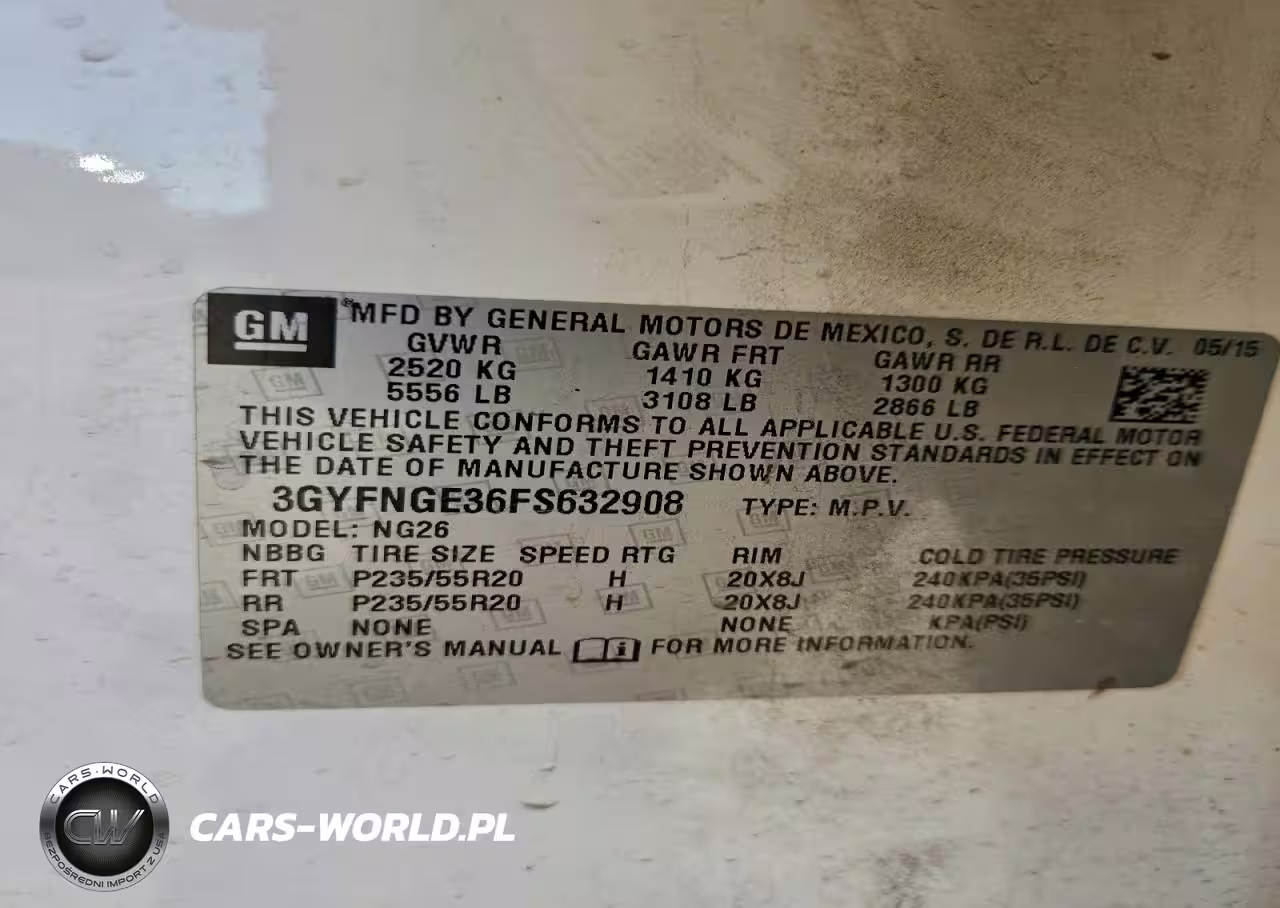 GM
MFD BY GENERAL MOTORS DE MEXICO, S. DE R.L. DE C.V. 05/15
GVWR GAWR FRT GAWR RR
2520 KG 1410 KG 1300 KG
5556 LB 3108 LB 2866 LB
THIS VEHICLE CONFORMS TO ALL APPLICABLE U.S. FEDERAL MOTOR
VEHICLE SAFETY AND THEFT PREVENTION STANDARDS IN EFFECT ON
THE DATE OF MANUFACTURE SHOWN ABOVE.
3GYFNGE36FS632908 TYPE: M.P.V.
MODEL: NG26
NBBG TIRE SIZE SPEED RTG RIM COLD TIRE PRESSURE
FRT P235/55R20 H 20X8J 240KPA(35PSI)
RR P235/55R20 H 20X8J 240KPA(35PSI)
SPA NONE NONE KPA(PSI)
SEE OWNER'S MANUAL i FOR MORE INFORMATION.
CARS-WORLD
CW
BEZPOŚREDNI IMPORT Z USA
CARS-WORLD.PL